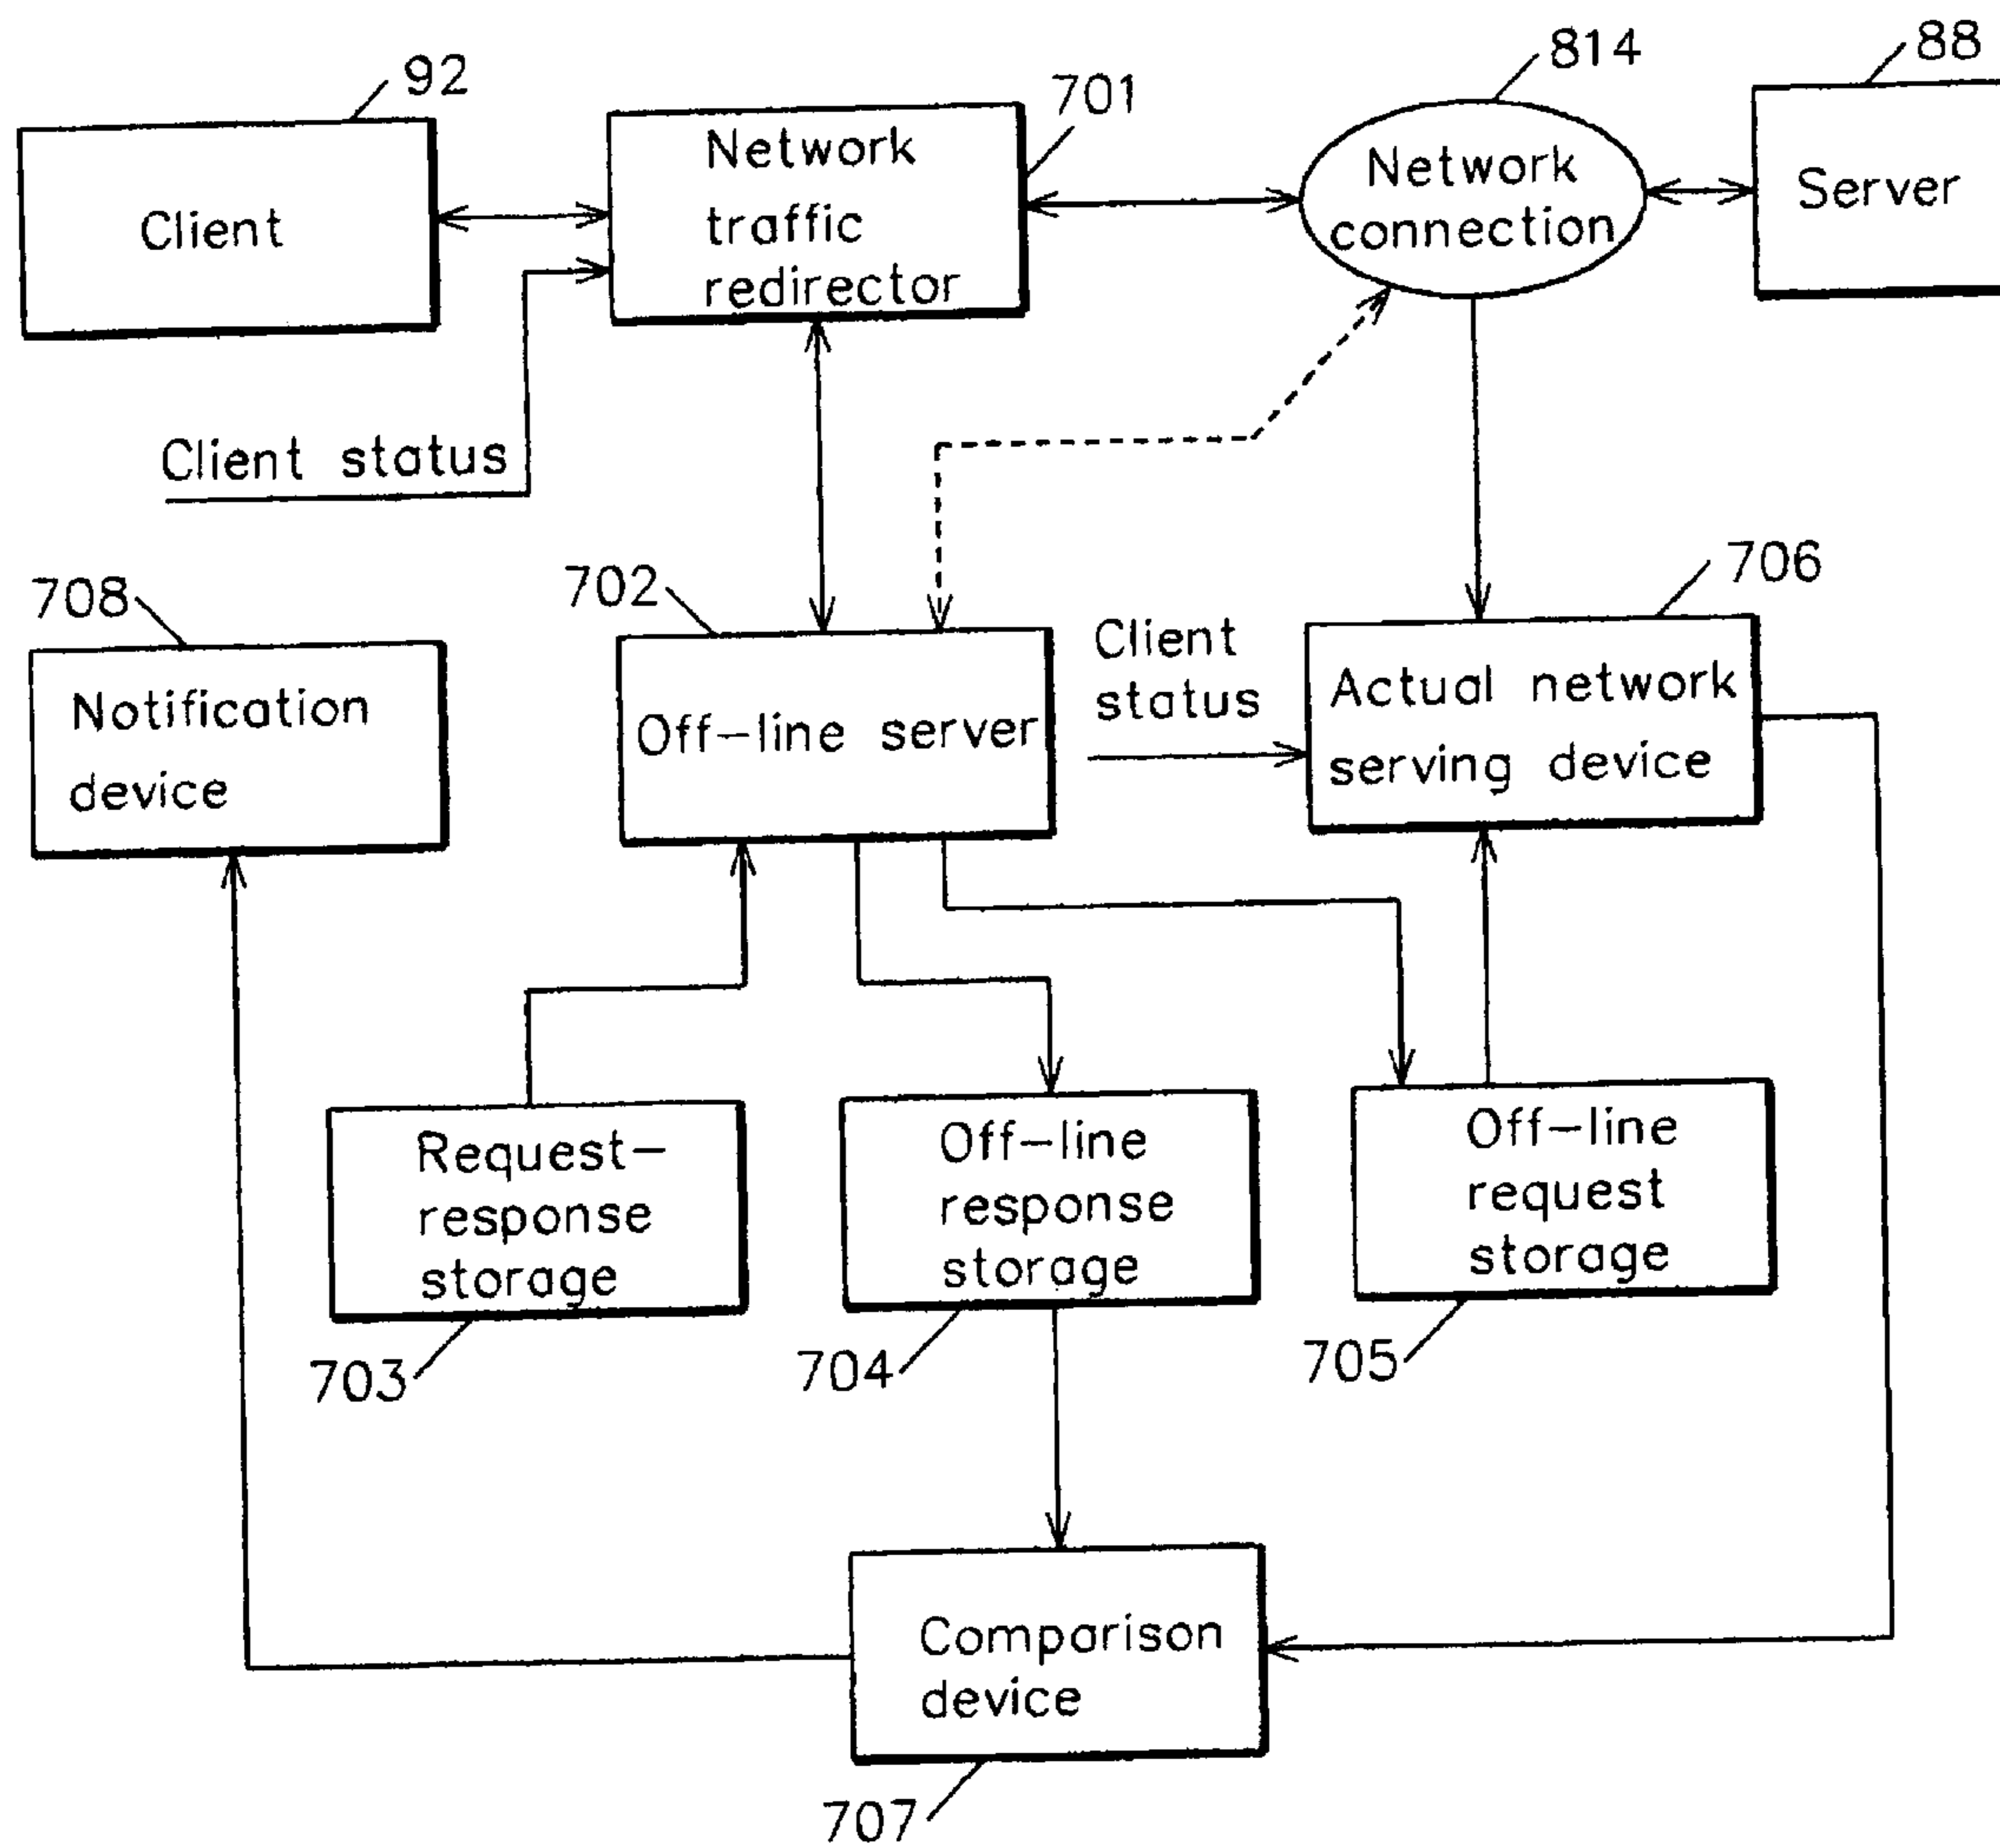 92
701
814
88
Client
Network
traffic
redirector
Network
connection
Server
Client status
708
702
706
Notification
device
Off-line server
Client
status
Actual network
serving device
Request-
response
storage
Off-line
response
storage
Off-line
request
storage
703
704
705
Comparison
device
707